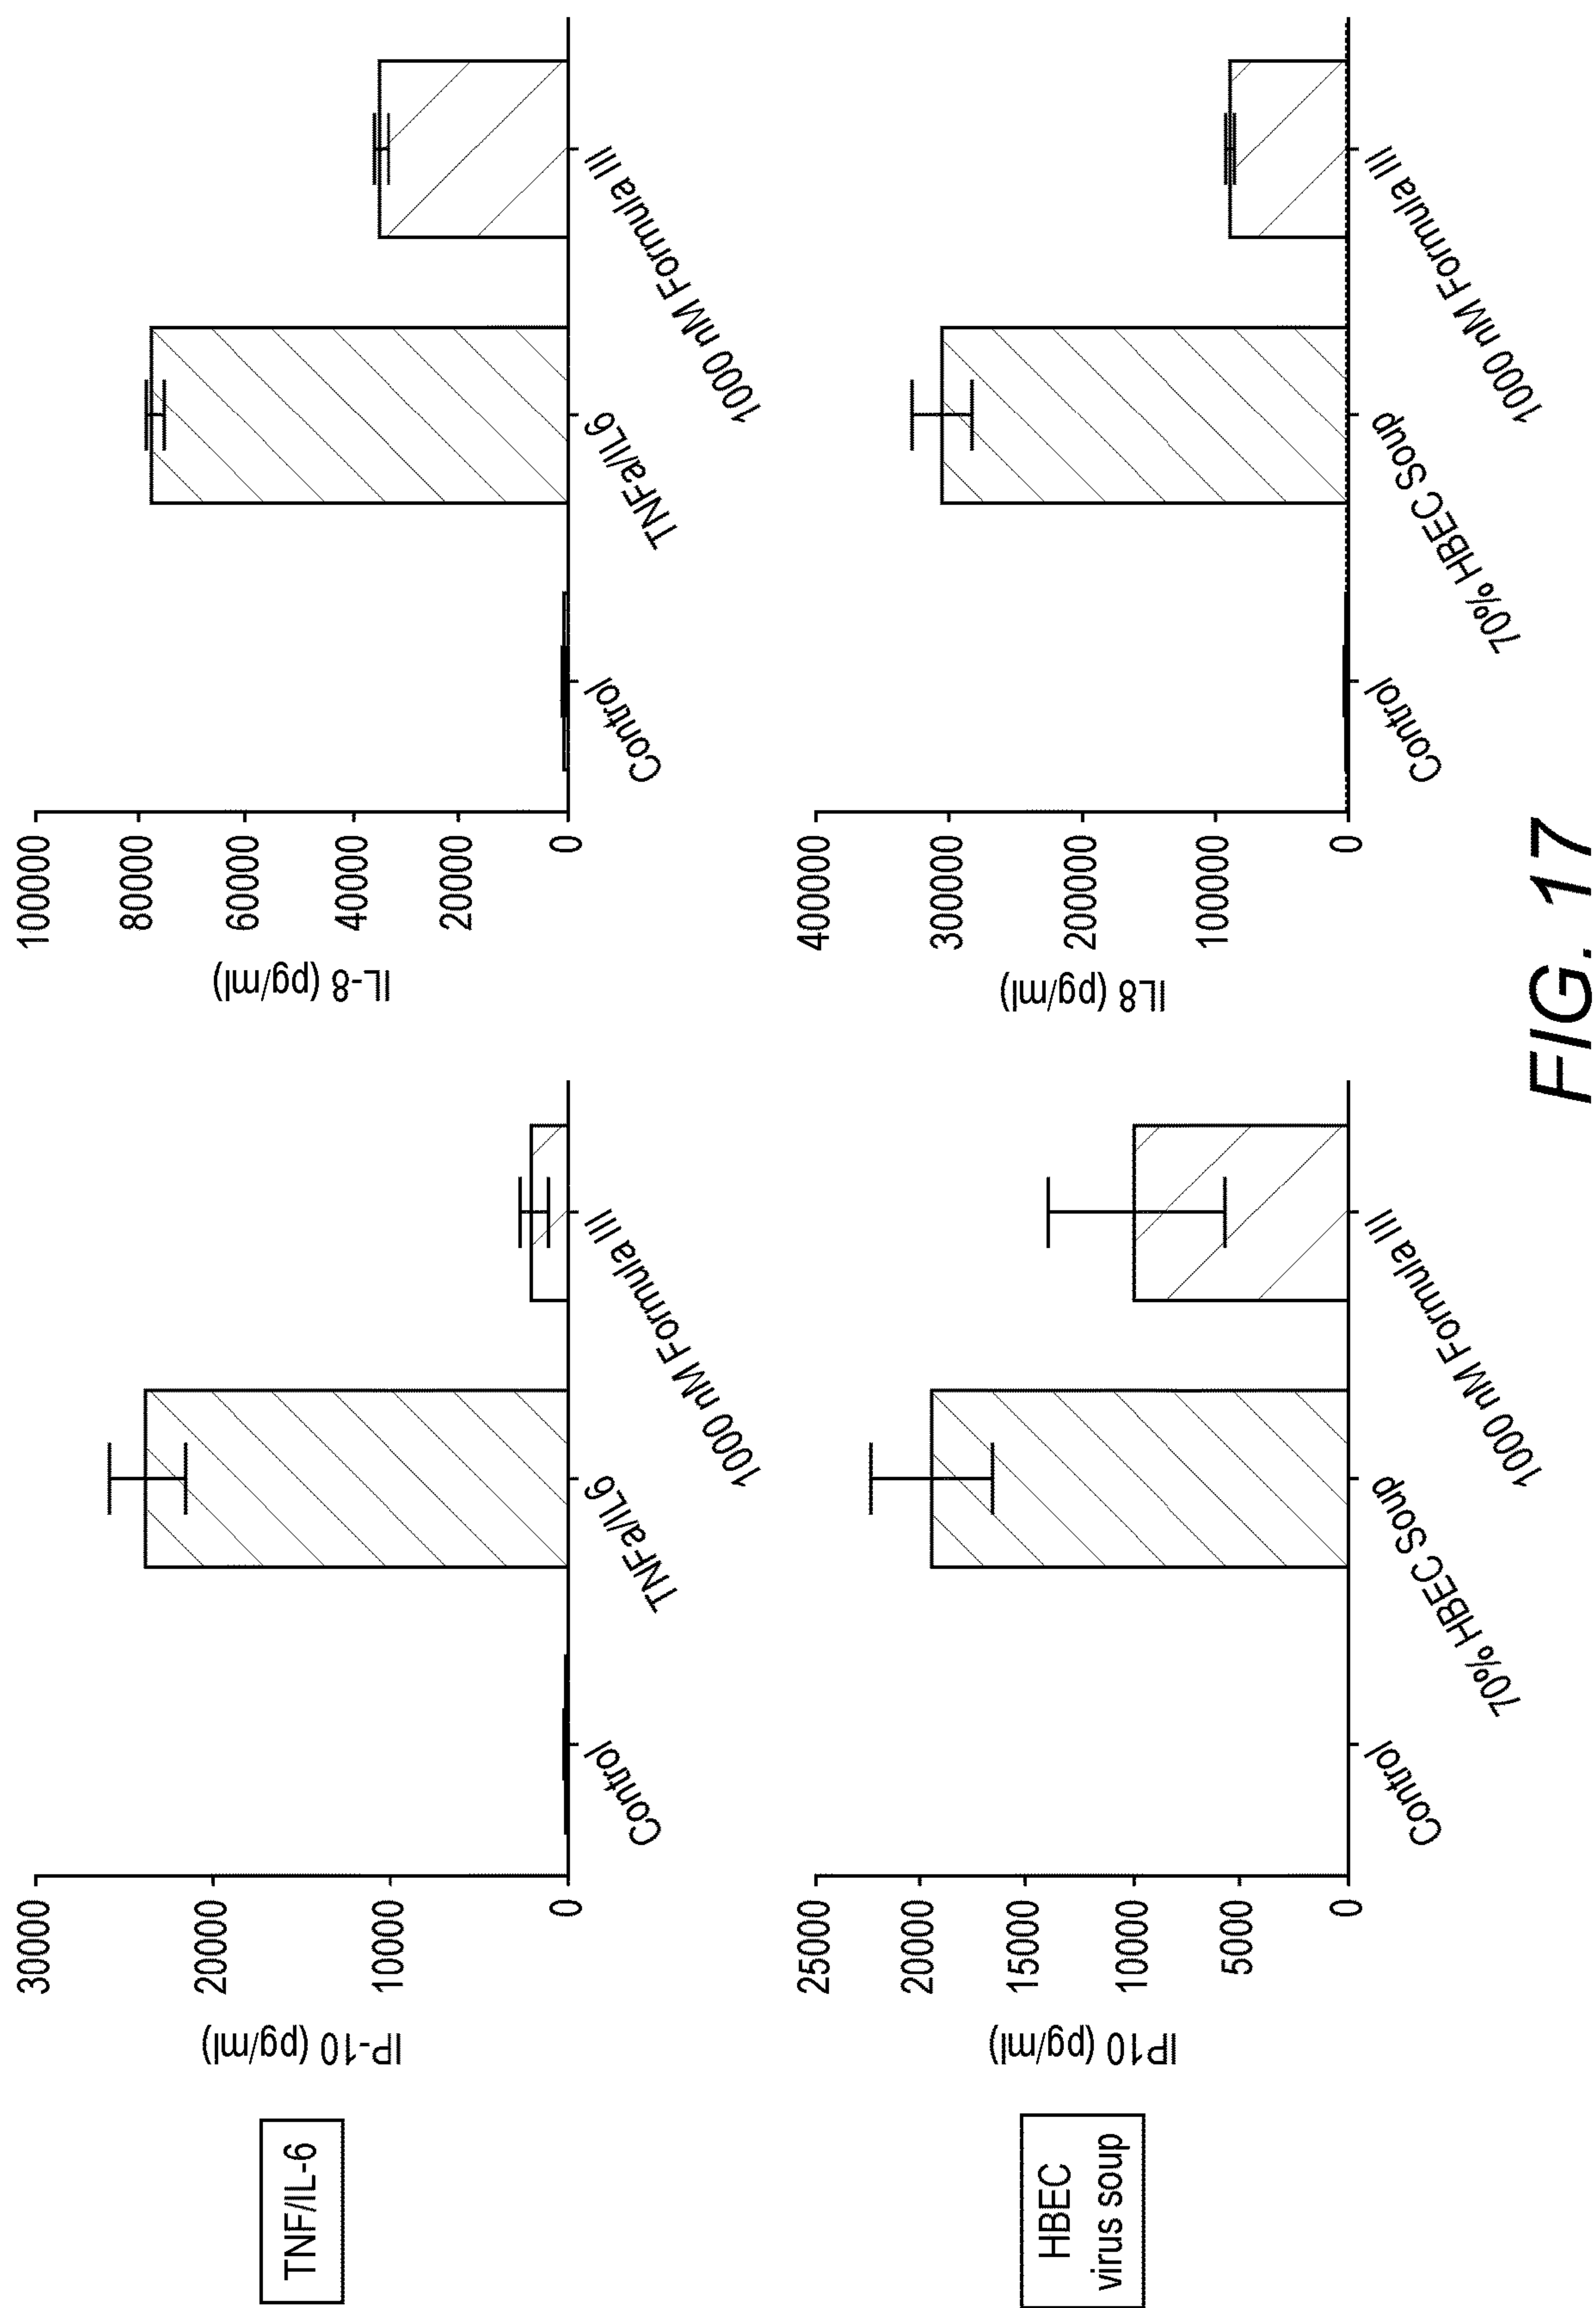 TNF/IL-6
IP-10 (pg/ml)
30000
20000
10000
0
Control
TNFa/IL6
1000 nM Formula III
IL-8 (pg/ml)
100000
80000
60000
40000
20000
0
Control
TNFa/IL6
1000 nM Formula III
HBEC
virus soup
IP10 (pg/ml)
25000
20000
15000
10000
5000
0
Control
70% HBEC Soup
1000 nM Formula III
IL8 (pg/ml)
400000
300000
200000
100000
0
Control
70% HBEC Soup
1000 nM Formula III
FIG. 17